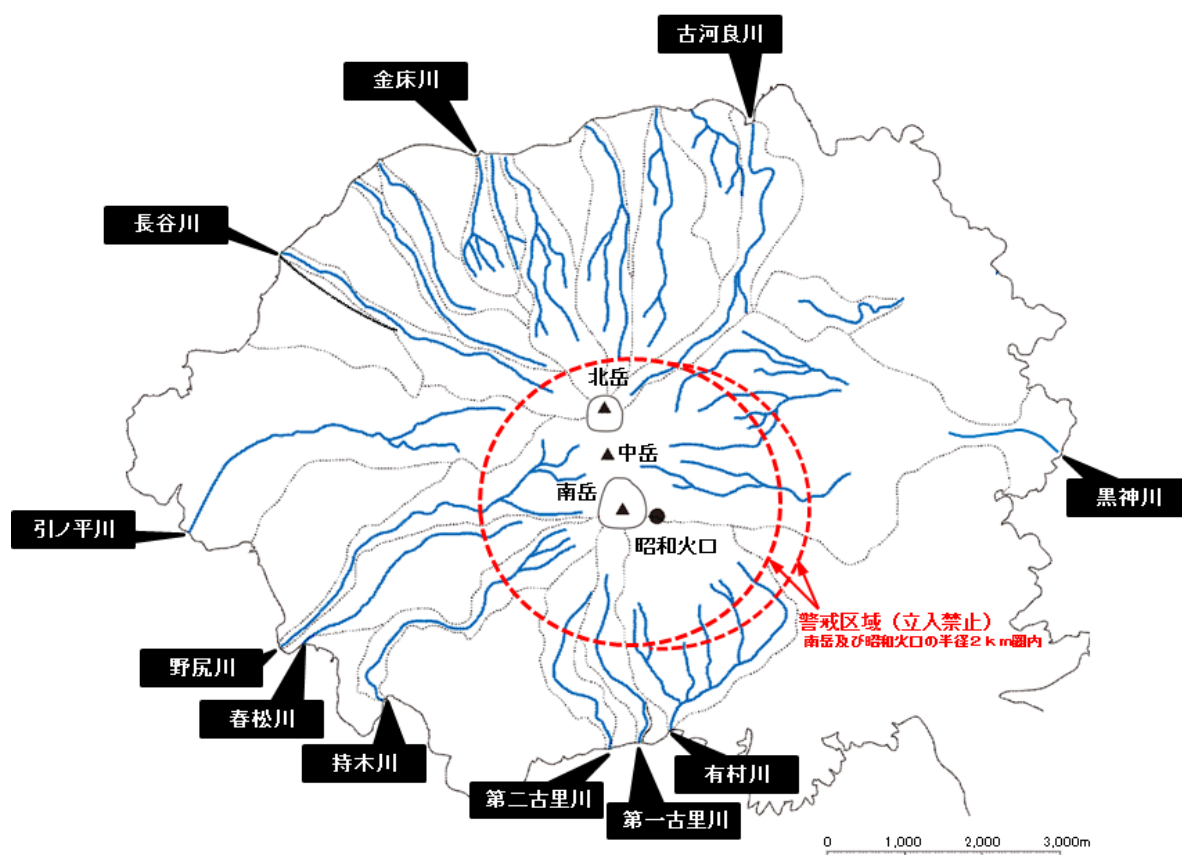 古河良川
金床川
長谷川
北岳
中岳
南岳
昭和火口
黒神川
引ノ平川
警戒区域（立入禁止）
南岳及び昭和火口の半径２ｋｍ圏内
野尻川
春松川
持木川
第二古里川
第一古里川
有村川
0 1,000 2,000 3,000m